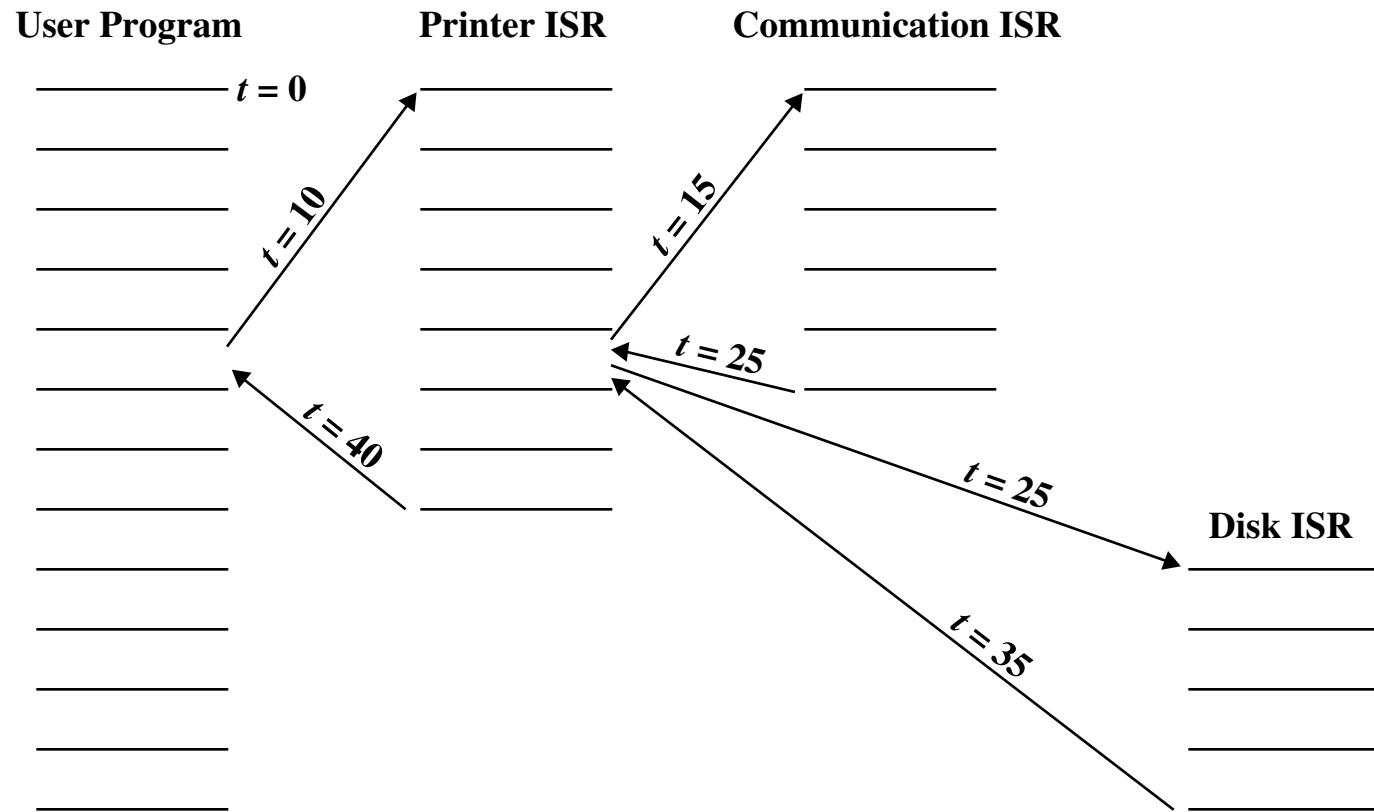 User Program
Printer ISR
Communication ISR
t = 0
t = 10
t = 15
t = 25
t = 40
t = 25
Disk ISR
t = 35